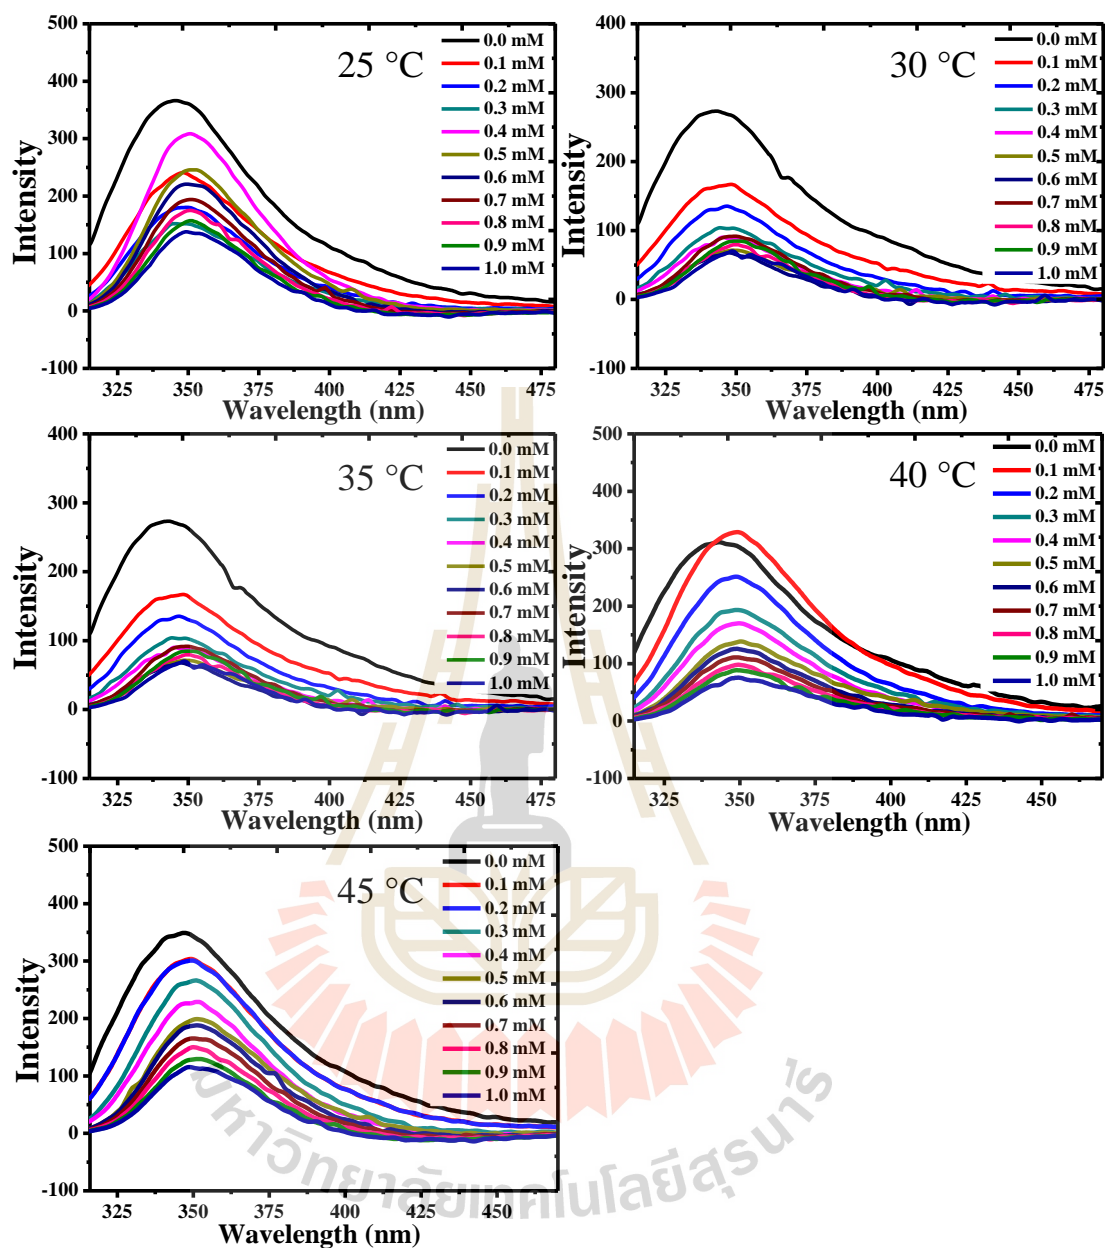 25 °C
500
400
300
200
100
0
-100
Intensity
0.0 mM
0.1 mM
0.2 mM
0.3 mM
0.4 mM
0.5 mM
0.6 mM
0.7 mM
0.8 mM
0.9 mM
1.0 mM
325 350 375 400 425 450 475
Wavelength (nm)
30 °C
400
300
200
100
0
-100
Intensity
0.0 mM
0.1 mM
0.2 mM
0.3 mM
0.4 mM
0.5 mM
0.6 mM
0.7 mM
0.8 mM
0.9 mM
1.0 mM
325 350 375 400 425 450 475
Wavelength (nm)
35 °C
400
300
200
100
0
-100
Intensity
0.0 mM
0.1 mM
0.2 mM
0.3 mM
0.4 mM
0.5 mM
0.6 mM
0.7 mM
0.8 mM
0.9 mM
1.0 mM
325 350 375 400 425 450 475
Wavelength (nm)
40 °C
500
400
300
200
100
0
-100
Intensity
0.0 mM
0.1 mM
0.2 mM
0.3 mM
0.4 mM
0.5 mM
0.6 mM
0.7 mM
0.8 mM
0.9 mM
1.0 mM
325 350 375 400 425 450
Wavelength (nm)
45 °C
500
400
300
200
100
0
-100
Intensity
0.0 mM
0.1 mM
0.2 mM
0.3 mM
0.4 mM
0.5 mM
0.6 mM
0.7 mM
0.8 mM
0.9 mM
1.0 mM
325 350 375 400 425 450
Wavelength (nm)
มหาวิทยาลัยเทคโนโลยีสุรนารี